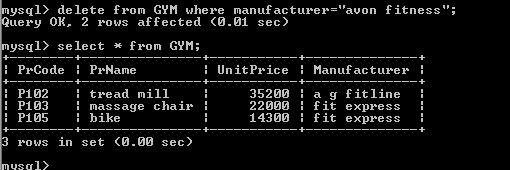 mysql> delete from GYM where manufacturer="avon fitness";
Query OK, 2 rows affected (0.01 sec)
mysql> select * from GYM;
+--------+---------------+-----------+--------------+
| PrCode | PrName        | UnitPrice | Manufacturer |
+--------+---------------+-----------+--------------+
| P102   | tread mill    |     35200 | a g fitline  |
| P103   | massage chair |     22000 | fit express  |
| P105   | bike          |     14300 | fit express  |
+--------+---------------+-----------+--------------+
3 rows in set (0.00 sec)
mysql>